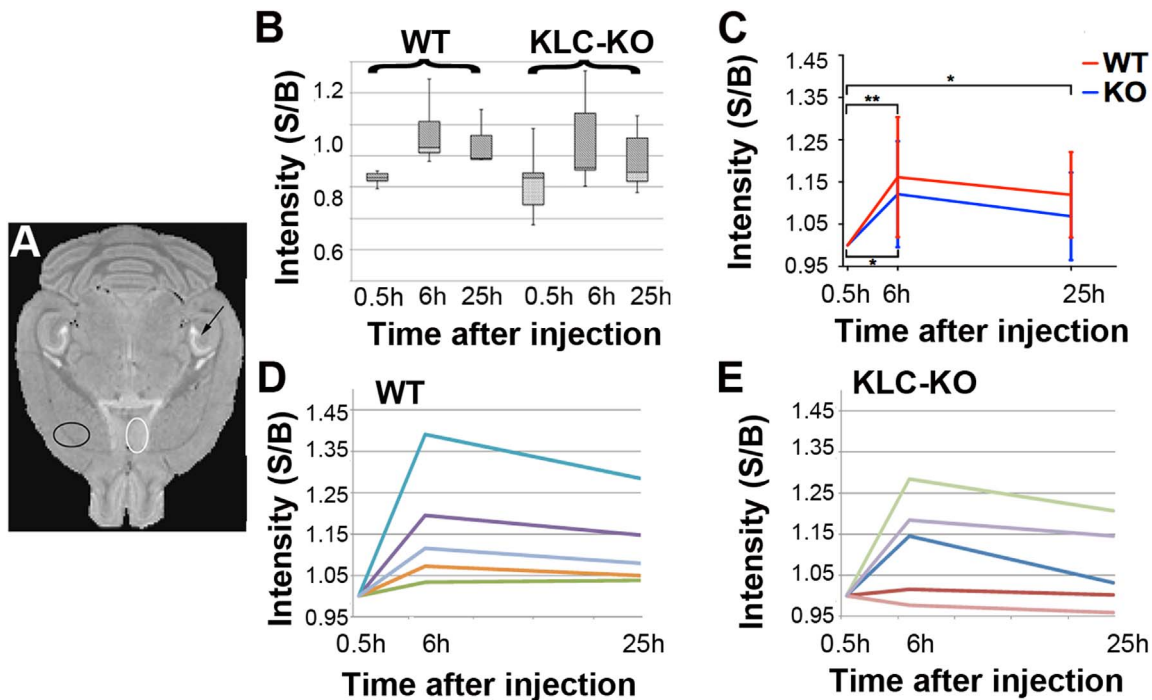 A
B
WT KLC-KO
Intensity (S/B)
1.2
1.0
0.8
0.6
0.5h 6h 25h 0.5h 6h 25h
Time after injection
C
WT
KO
Intensity (S/B)
1.45
1.35
1.25
1.15
1.05
0.95
*
**
*
0.5h 6h 25h
Time after injection
D
WT
Intensity (S/B)
1.45
1.35
1.25
1.15
1.05
0.95
0.5h 6h 25h
Time after injection
E
KLC-KO
Intensity (S/B)
1.45
1.35
1.25
1.15
1.05
0.95
0.5h 6h 25h
Time after injection